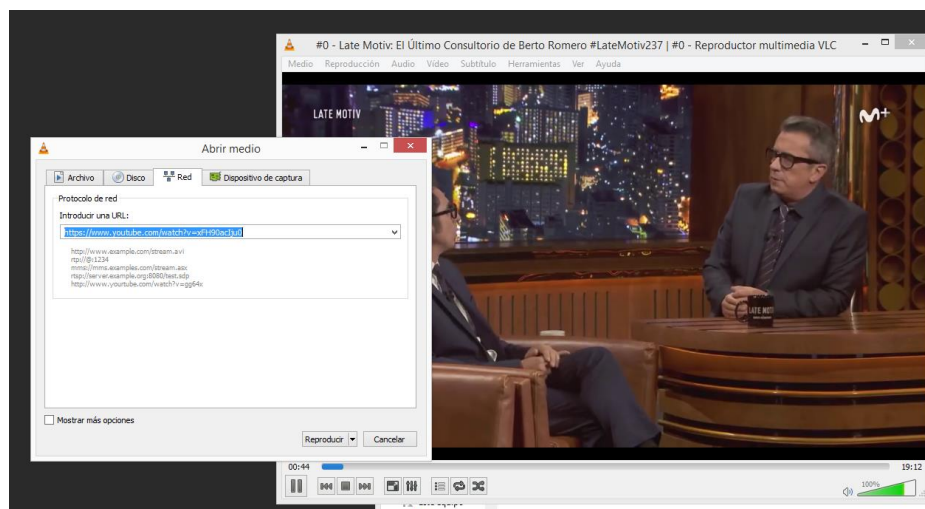 #0 - Late Motiv: El Último Consultorio de Berto Romero #LateMotiv237 | #0 - Reproductor multimedia VLC
Medio Reproducción Audio Vídeo Subtítulo Herramientas Ver Ayuda
LATE MOTIV
M+
LATE MOTIV
Abrir medio
Archivo Disco Red Dispositivo de captura
Protocolo de red
Introducir una URL:
https://www.youtube.com/watch?v=xFH90acIju0
http://www.example.com/stream.avi
rtp://@:1234
mms://mms.examples.com/stream.asx
rtsp://server.example.org:8080/test.sdp
http://www.yourtube.com/watch?v=gg64x
Mostrar más opciones
Reproducir Cancelar
00:44 19:12
100%